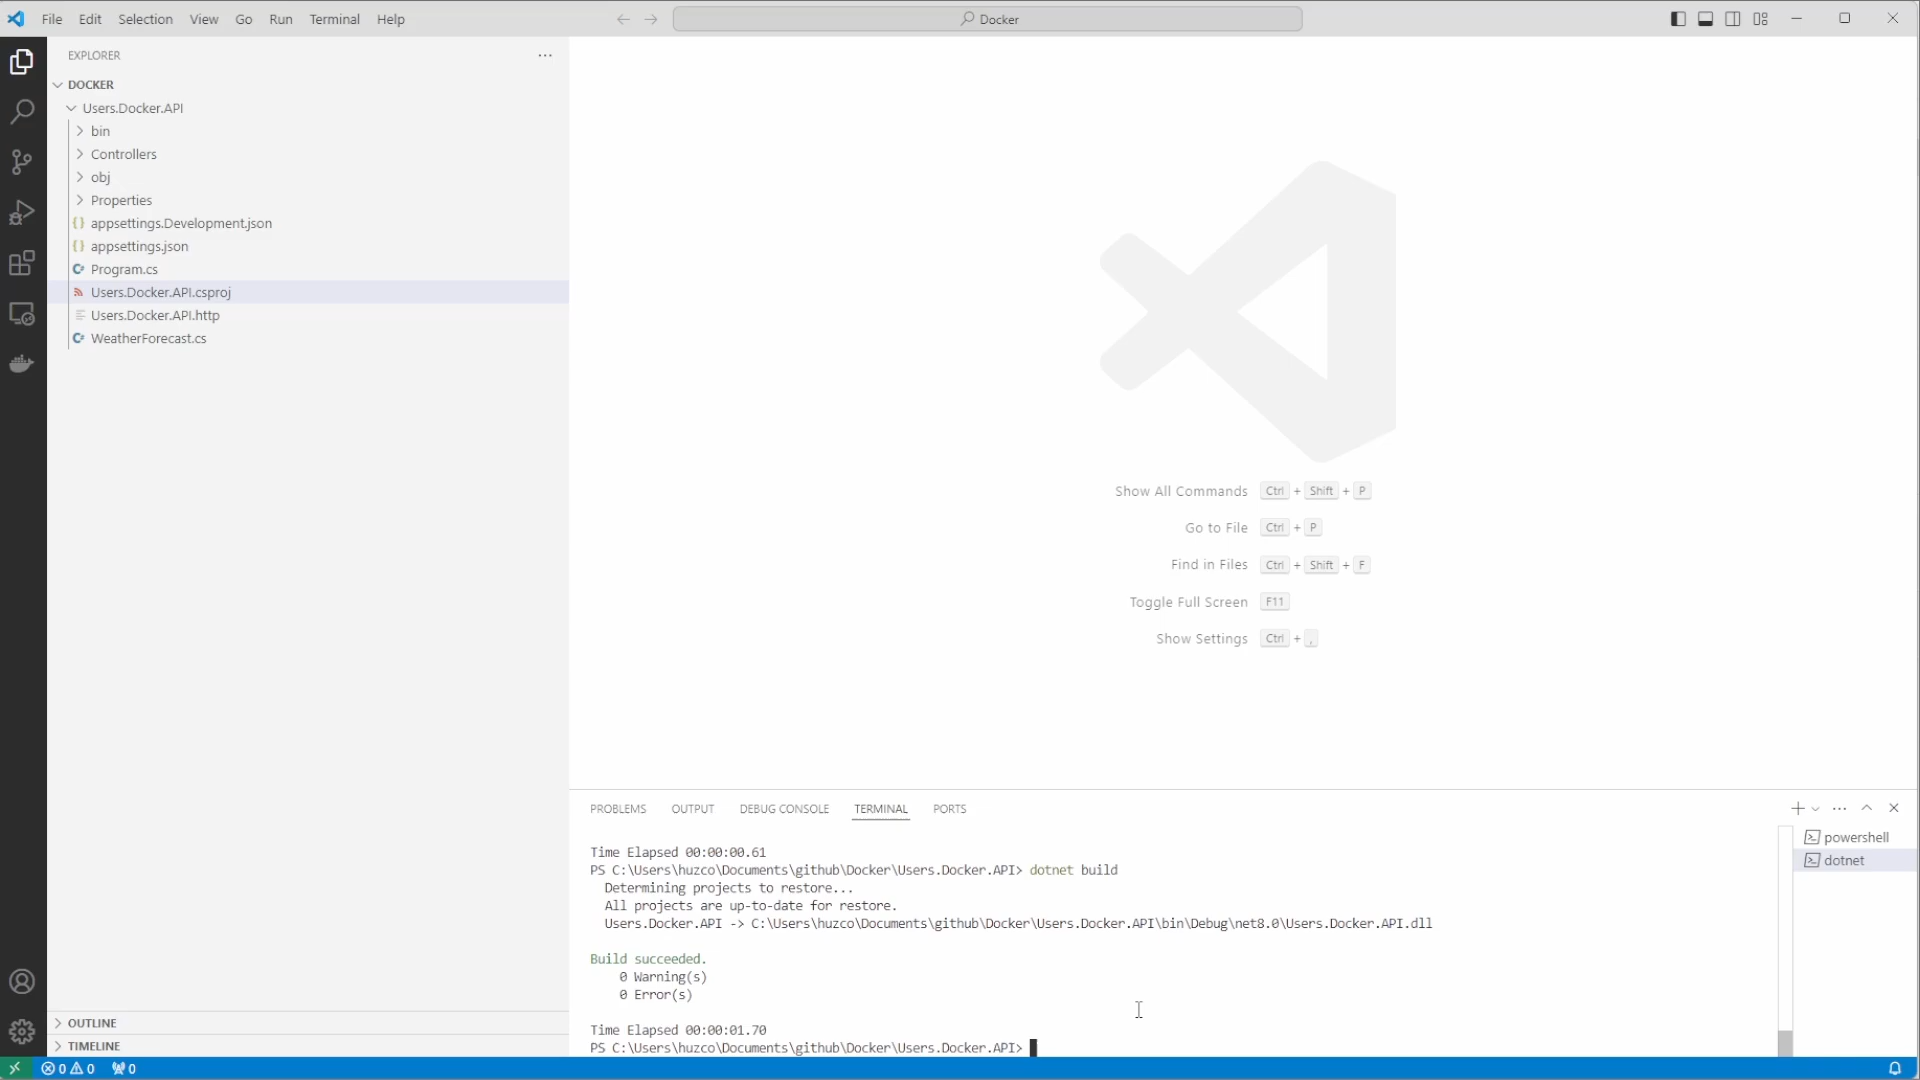 File Edit Selection View Go Run Terminal Help
Docker
EXPLORER
DOCKER
Users.Docker.API
bin
Controllers
obj
Properties
appsettings.Development.json
appsettings.json
Program.cs
Users.Docker.API.csproj
Users.Docker.API.http
WeatherForecast.cs
Show All Commands Ctrl + Shift + P
Go to File Ctrl + P
Find in Files Ctrl + Shift + F
Toggle Full Screen F11
Show Settings Ctrl + ,
PROBLEMS OUTPUT DEBUG CONSOLE TERMINAL PORTS
powershell
dotnet
Time Elapsed 00:00:00.61
PS C:\Users\huzco\Documents\github\Docker\Users.Docker.API> dotnet build
Determining projects to restore...
All projects are up-to-date for restore.
Users.Docker.API -> C:\Users\huzco\Documents\github\Docker\Users.Docker.API\bin\Debug\net8.0\Users.Docker.API.dll
Build succeeded.
0 Warning(s)
0 Error(s)
Time Elapsed 00:00:01.70
PS C:\Users\huzco\Documents\github\Docker\Users.Docker.API>
OUTLINE
TIMELINE
0 0 0